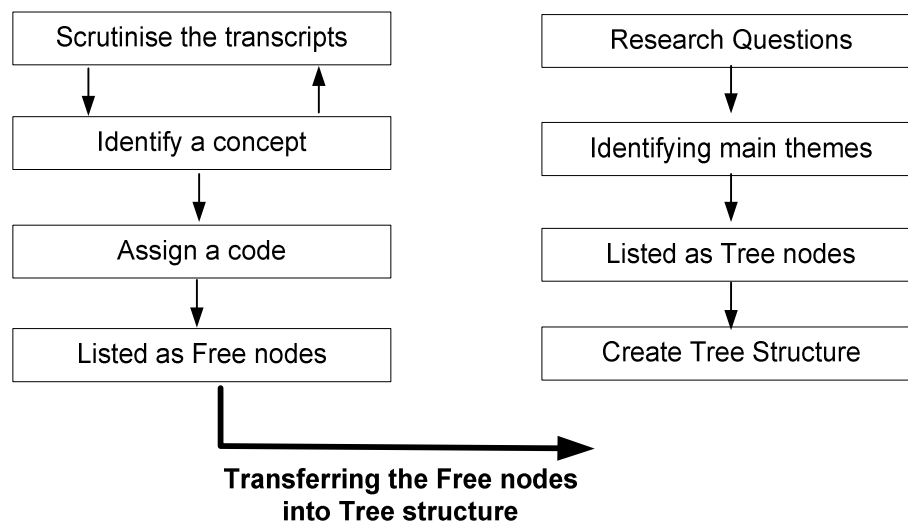 Scrutinise the transcripts
Identify a concept
Assign a code
Listed as Free nodes
Research Questions
Identifying main themes
Listed as Tree nodes
Create Tree Structure
Transferring the Free nodes
into Tree structure